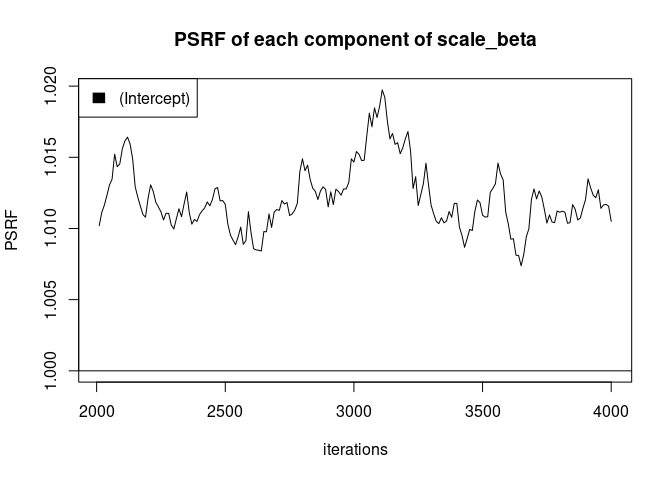 PSRF of each component of scale_beta
(Intercept)
PSRF
1.020
1.015
1.010
1.005
1.000
2000 2500 3000 3500 4000
iterations